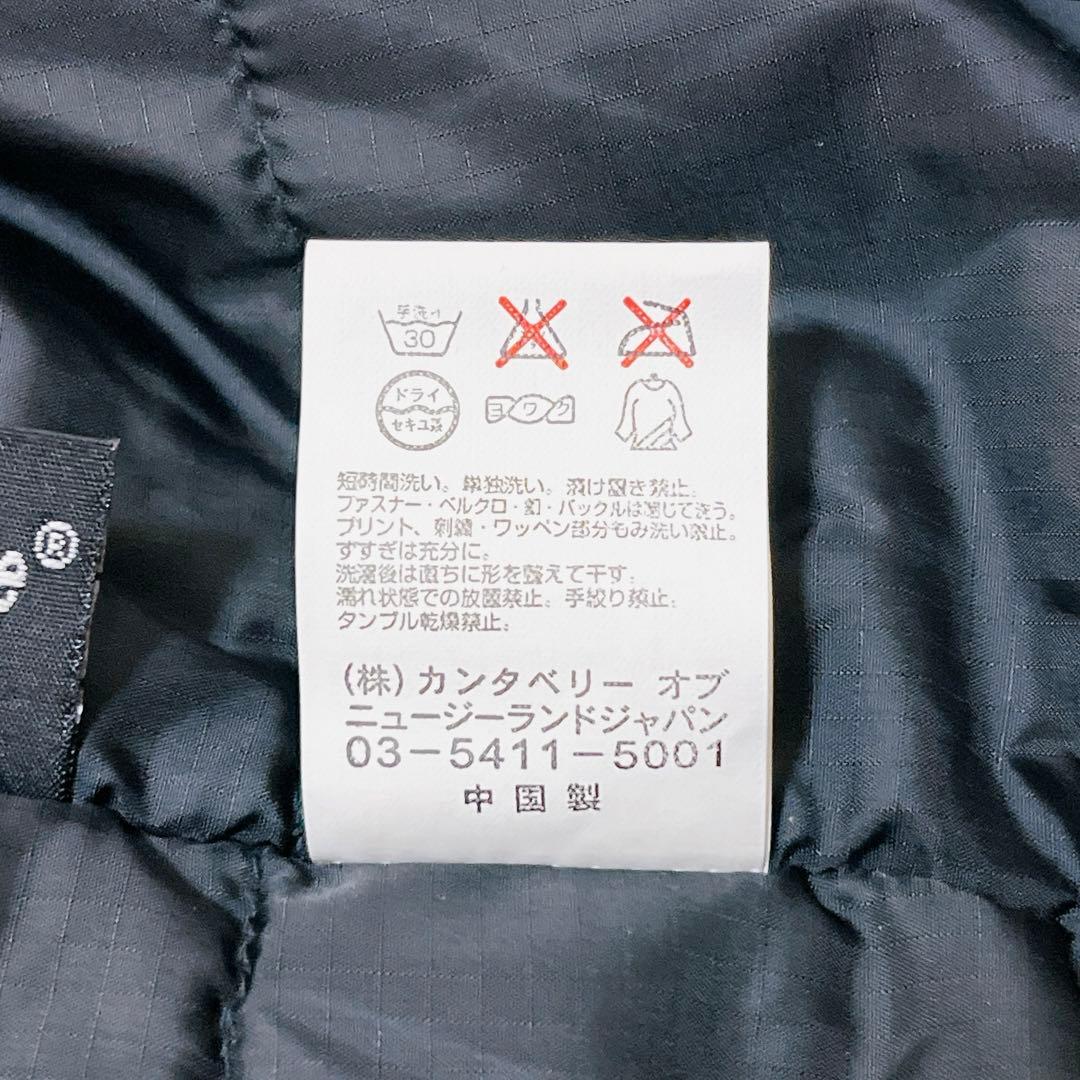 手洗イ
30
ドライ
セキユ系
ヨワク
短時間洗い。単独洗い。漬け置き禁止。
ファスナー・ベルクロ・釦・バックルは閉じて洗う。
プリント、刺繍・ワッペン部分もみ洗い禁止。
すすぎは充分に。
洗濯後は直ちに形を整えて干す。
濡れ状態での放置禁止。手絞り禁止。
タンブル乾燥禁止。
(株)カンタベリー オブ
ニュージーランドジャパン
03-5411-5001
中国製
®